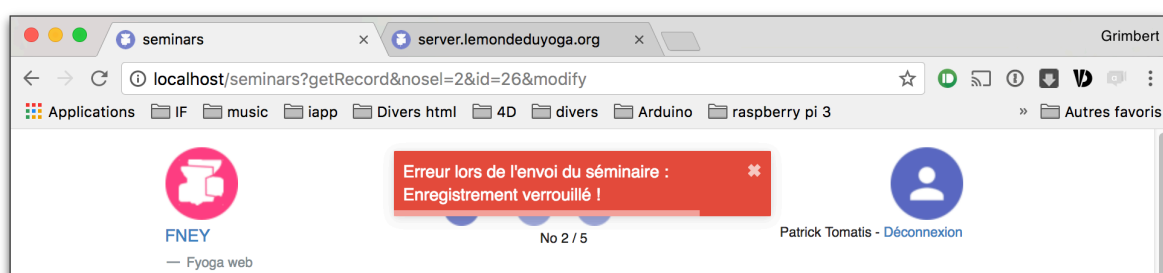 seminars
server.lemondeduyoga.org
Grimbert
localhost/seminars?getRecord&nosel=2&id=26&modify
Applications IF music iapp Divers html 4D divers Arduino raspberry pi 3 » Autres favoris
Erreur lors de l'envoi du séminaire :
Enregistrement verrouillé !
FNEY
No 2 / 5
Patrick Tomatis - Déconnexion
— Fyoga web